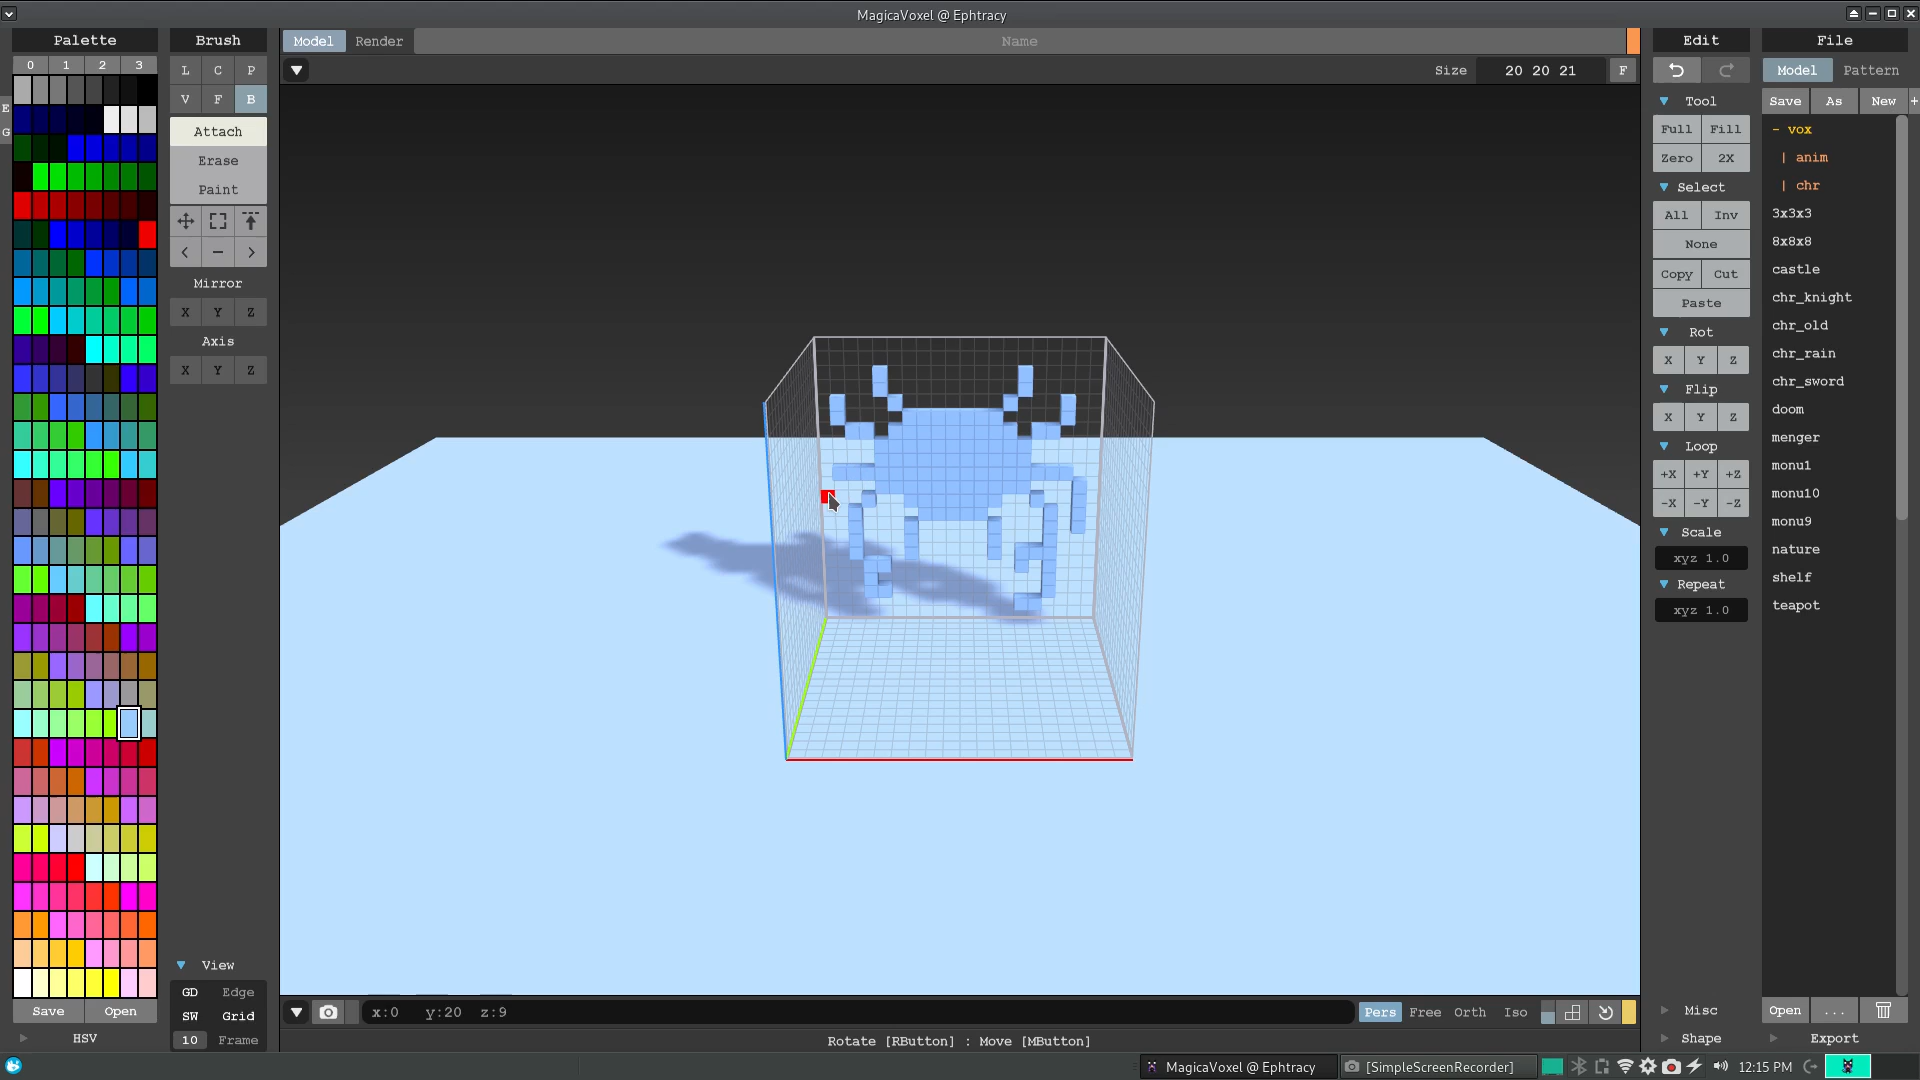 MagicaVoxel @ Ephtracy
Palette
0 1 2 3
E
G
Save Open
HSV
Brush
L C P
V F B
Attach
Erase
Paint
< - >
Mirror
X Y Z
Axis
X Y Z
View
GD Edge
SW Grid
10 Frame
Model Render Name
Size 20 20 21 F
x:0 y:20 z:9
Pers Free Orth Iso
Rotate [RButton] : Move [MButton]
Edit
Tool
Full Fill
Zero 2X
Select
All Inv
None
Copy Cut
Paste
Rot
X Y Z
Flip
X Y Z
Loop
+X +Y +Z
-X -Y -Z
Scale
xyz 1.0
Repeat
xyz 1.0
Misc
Shape
File
Model Pattern
Save As New +
- vox
| anim
| chr
3x3x3
8x8x8
castle
chr_knight
chr_old
chr_rain
chr_sword
doom
menger
monu1
monu10
monu9
nature
shelf
teapot
Open ...
Export
MagicaVoxel @ Ephtracy
[SimpleScreenRecorder]
12:15 PM